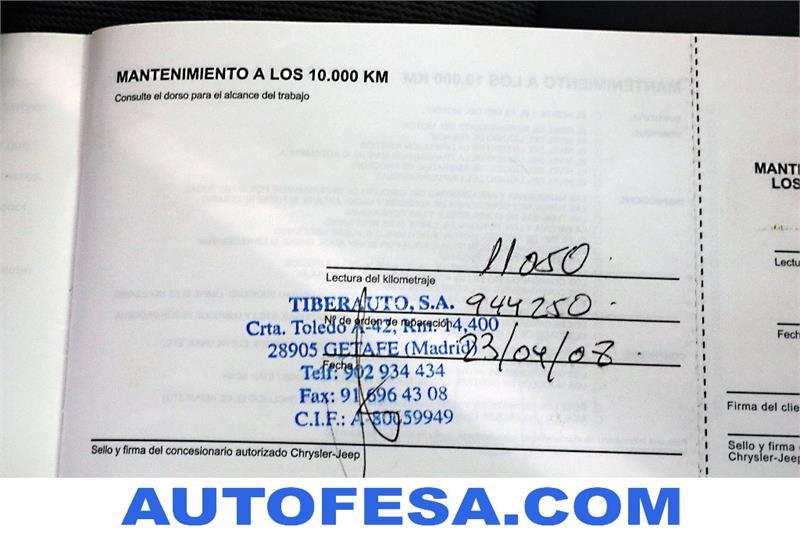 MANTENIMIENTO A LOS 10.000 KM
Consulte el dorso para el alcance del trabajo
11050
Lectura del kilometraje
TIBERAUTO, S.A. 944250
Nº de orden de reparación
Crta. Toledo A-42, Km. 14,400
28905 GETAFE (Madrid) 23/04/08
Fecha
Telf: 902 934 434
Fax: 91 696 43 08
C.I.F.: A-80059949
Sello y firma del concesionario autorizado Chrysler-Jeep
MANT
LOS
Lectu
Fech
Firma del clie
Sello y firma
Chrysler-Jeep
AUTOFESA.COM